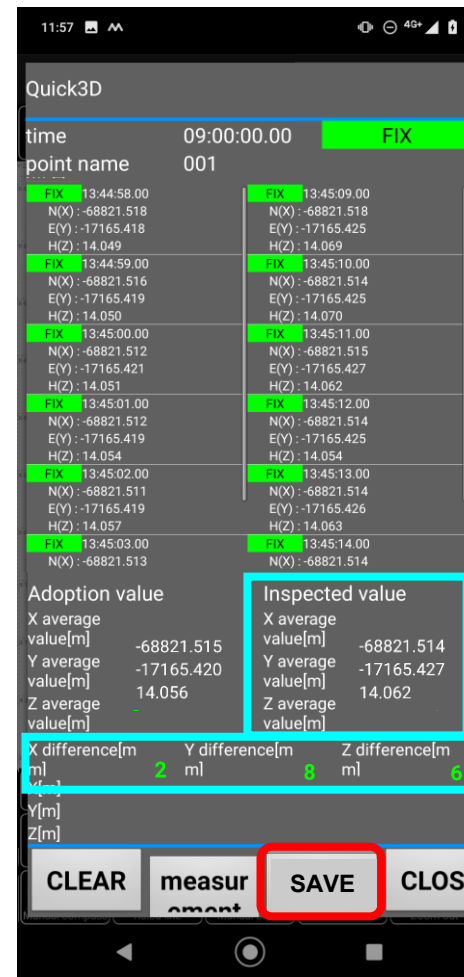 11:57 4G+
Quick3D
time 09:00:00.00 FIX
point name 001
FIX 13:44:58.00
N(X) : -68821.518
E(Y) : -17165.418
H(Z) : 14.049
FIX 13:44:59.00
N(X) : -68821.516
E(Y) : -17165.419
H(Z) : 14.050
FIX 13:45:00.00
N(X) : -68821.512
E(Y) : -17165.421
H(Z) : 14.051
FIX 13:45:01.00
N(X) : -68821.512
E(Y) : -17165.419
H(Z) : 14.054
FIX 13:45:02.00
N(X) : -68821.511
E(Y) : -17165.419
H(Z) : 14.057
FIX 13:45:03.00
N(X) : -68821.513
FIX 13:45:09.00
N(X) : -68821.518
E(Y) : -17165.425
H(Z) : 14.069
FIX 13:45:10.00
N(X) : -68821.514
E(Y) : -17165.425
H(Z) : 14.070
FIX 13:45:11.00
N(X) : -68821.515
E(Y) : -17165.427
H(Z) : 14.062
FIX 13:45:12.00
N(X) : -68821.514
E(Y) : -17165.425
H(Z) : 14.054
FIX 13:45:13.00
N(X) : -68821.514
E(Y) : -17165.426
H(Z) : 14.063
FIX 13:45:14.00
N(X) : -68821.514
Adoption value
X average
value[m] -68821.515
Y average
value[m] -17165.420
Z average 14.056
value[m]
Inspected value
X average
value[m] -68821.514
Y average
value[m] -17165.427
Z average 14.062
value[m]
X difference[m
m] 2
Y difference[m
m] 8
Z difference[m
m] 6
X[m]
Y[m]
Z[m]
CLEAR
measur
ement
SAVE
CLOS